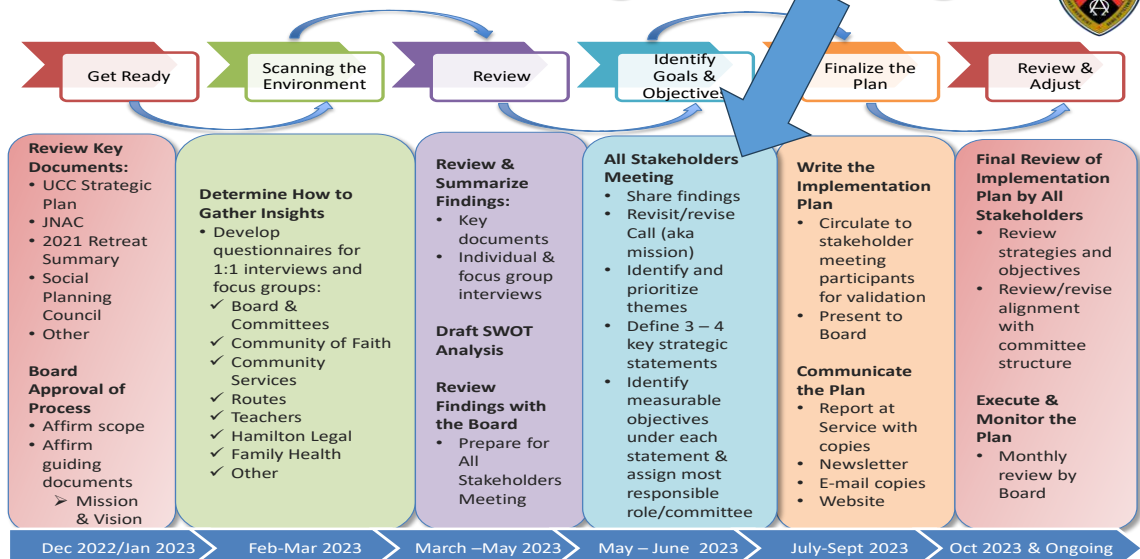 Get Ready
Scanning the
Environment
Review
Identify
Goals &
Objectives
Finalize the
Plan
Review &
Adjust
Review Key
Documents:
• UCC Strategic
Plan
• JNAC
• 2021 Retreat
Summary
• Social
Planning
Council
• Other
Board
Approval of
Process
• Affirm scope
• Affirm
guiding
documents
➢ Mission
& Vision
Determine How to
Gather Insights
• Develop
questionnaires for
1:1 interviews and
focus groups:
✓ Board &
Committees
✓ Community of Faith
✓ Community
Services
✓ Routes
✓ Teachers
✓ Hamilton Legal
✓ Family Health
✓ Other
Review &
Summarize
Findings:
• Key
documents
• Individual &
focus group
interviews
Draft SWOT
Analysis
Review
Findings with
the Board
• Prepare for
All
Stakeholders
Meeting
All Stakeholders
Meeting
• Share findings
• Revisit/revise
Call (aka
mission)
• Identify and
prioritize
themes
• Define 3 – 4
key strategic
statements
• Identify
measurable
objectives
under each
statement &
assign most
responsible
role/committee
Write the
Implementation
Plan
• Circulate to
stakeholder
meeting
participants
for validation
• Present to
Board
Communicate
the Plan
• Report at
Service with
copies
• Newsletter
• E-mail copies
• Website
Final Review of
Implementation
Plan by All
Stakeholders
• Review
strategies and
objectives
• Review/revise
alignment
with
committee
structure
Execute &
Monitor the
Plan
• Monthly
review by
Board
Dec 2022/Jan 2023
Feb-Mar 2023
March –May 2023
May – June 2023
July-Sept 2023
Oct 2023 & Ongoing